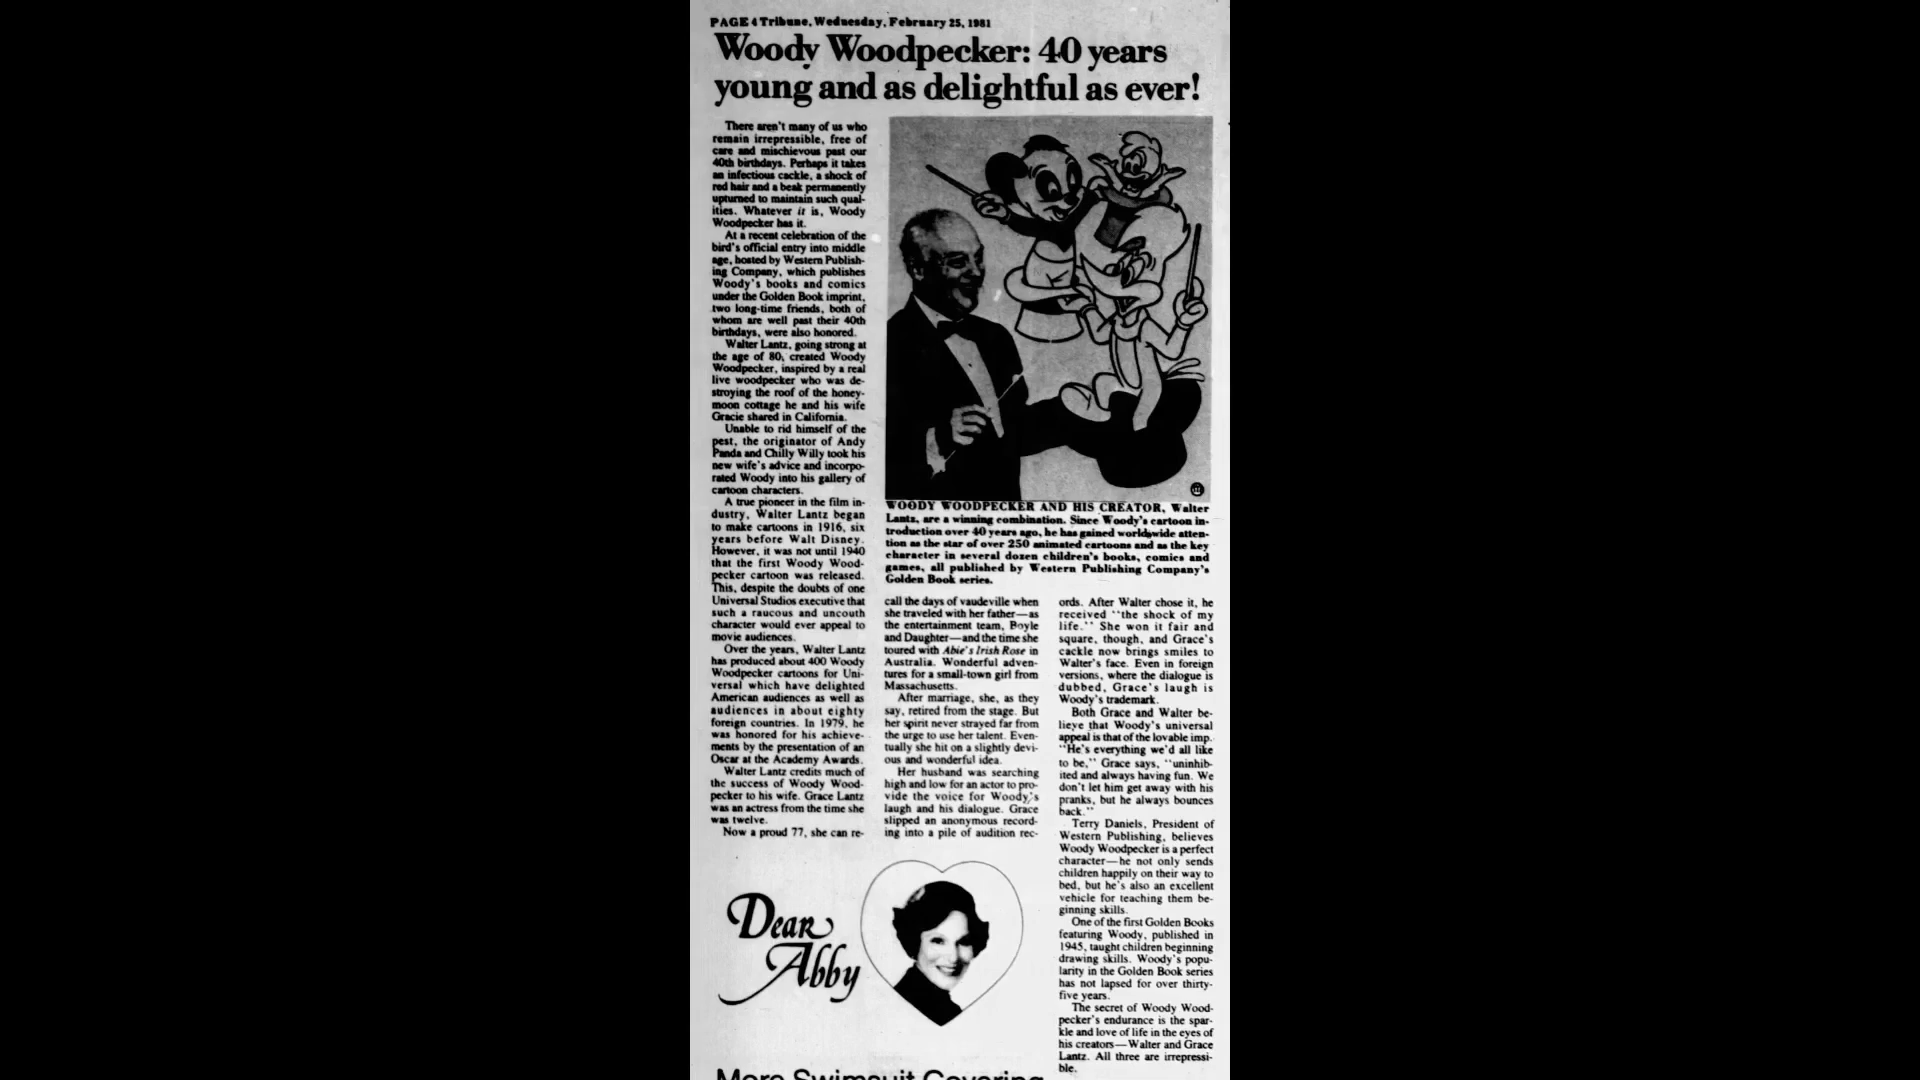 PAGE 4 Tribune, Wednesday, February 25, 1981
Woody Woodpecker: 40 years
young and as delightful as ever!
There aren't many of us who
remain irrepressible, free of
care and mischievous past our
40th birthdays. Perhaps it takes
an infectious cackle, a shock of
red hair and a beak permanently
upturned to maintain such qual-
ities. Whatever it is, Woody
Woodpecker has it.
At a recent celebration of the
bird's official entry into middle
age, hosted by Western Publish-
ing Company, which publishes
Woody's books and comics
under the Golden Book imprint,
two long-time friends, both of
whom are well past their 40th
birthdays, were also honored.
Walter Lantz, going strong at
the age of 80, created Woody
Woodpecker, inspired by a real
live woodpecker who was de-
stroying the roof of the honey-
moon cottage he and his wife
Gracie shared in California.
Unable to rid himself of the
pest, the originator of Andy
Panda and Chilly Willy took his
new wife's advice and incorpo-
rated Woody into his gallery of
cartoon characters.
A true pioneer in the film in-
dustry, Walter Lantz began
to make cartoons in 1916, six
years before Walt Disney.
However, it was not until 1940
that the first Woody Wood-
pecker cartoon was released.
This, despite the doubts of one
Universal Studios executive that
such a raucous and uncouth
character would ever appeal to
movie audiences.
Over the years, Walter Lantz
has produced about 400 Woody
Woodpecker cartoons for Uni-
versal which have delighted
American audiences as well as
audiences in about eighty
foreign countries. In 1979, he
was honored for his achieve-
ments by the presentation of an
Oscar at the Academy Awards.
Walter Lantz credits much of
the success of Woody Wood-
pecker to his wife. Grace Lantz
was an actress from the time she
was twelve.
Now a proud 77, she can re-
WOODY WOODPECKER AND HIS CREATOR, Walter
Lantz, are a winning combination. Since Woody's cartoon in-
troduction over 40 years ago, he has gained worldwide atten-
tion as the star of over 250 animated cartoons and as the key
character in several dozen children's books, comics and
games, all published by Western Publishing Company's
Golden Book series.
call the days of vaudeville when
she traveled with her father—as
the entertainment team, Boyle
and Daughter—and the time she
toured with Abie's Irish Rose in
Australia. Wonderful adven-
tures for a small-town girl from
Massachusetts.
After marriage, she, as they
say, retired from the stage. But
her spirit never strayed far from
the urge to use her talent. Even-
tually she hit on a slightly devi-
ous and wonderful idea.
Her husband was searching
high and low for an actor to pro-
vide the voice for Woody's
laugh and his dialogue. Grace
slipped an anonymous record-
ing into a pile of audition rec-
ords. After Walter chose it, he
received "the shock of my
life." She won it fair and
square, though, and Grace's
cackle now brings smiles to
Walter's face. Even in foreign
versions, where the dialogue is
dubbed, Grace's laugh is
Woody's trademark.
Both Grace and Walter be-
lieve that Woody's universal
appeal is that of the lovable imp.
"He's everything we'd all like
to be," Grace says, "uninhib-
ited and always having fun. We
don't let him get away with his
pranks, but he always bounces
back."
Terry Daniels, President of
Western Publishing, believes
Woody Woodpecker is a perfect
character—he not only sends
children happily on their way to
bed, but he's also an excellent
vehicle for teaching them be-
ginning skills.
One of the first Golden Books
featuring Woody, published in
1945, taught children beginning
drawing skills. Woody's popu-
larity in the Golden Book series
has not lapsed for over thirty-
five years.
The secret of Woody Wood-
pecker's endurance is the spar-
kle and love of life in the eyes of
his creators—Walter and Grace
Lantz. All three are irrepressi-
ble.
Dear
Abby
More Swimsuit Covering